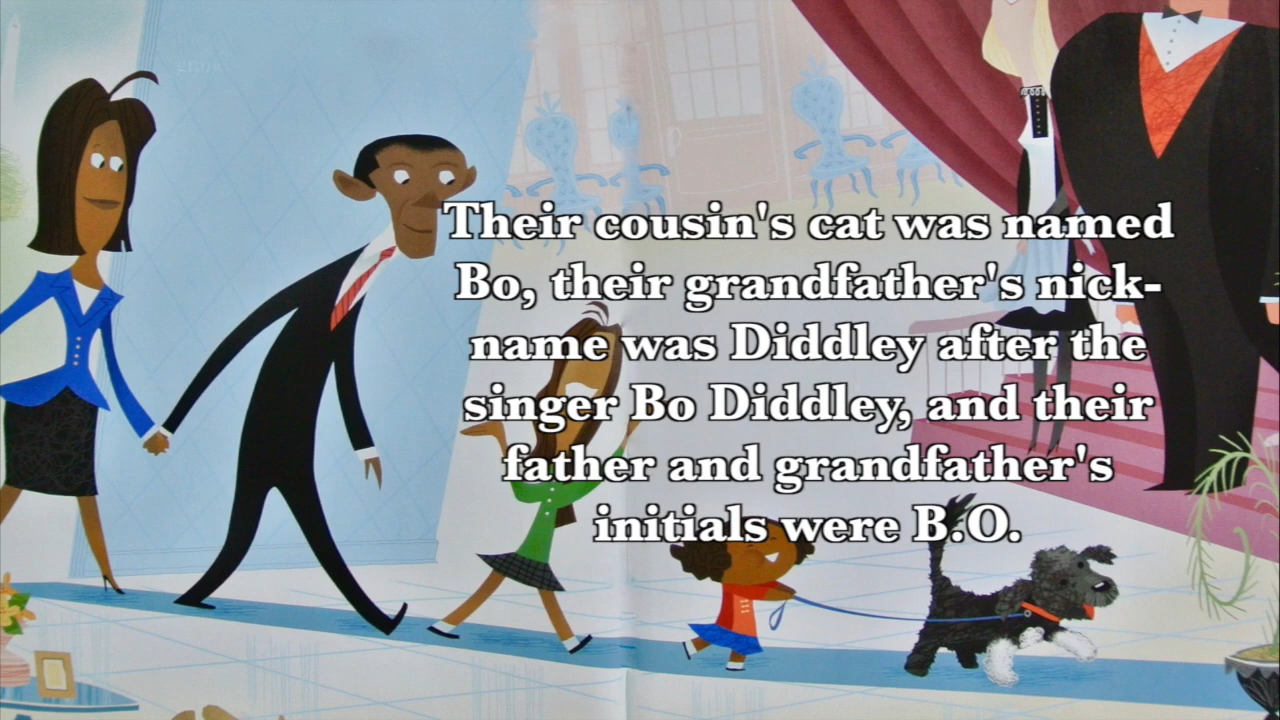 Their cousin's cat was named
Bo, their grandfather's nick-
name was Diddley after the
singer Bo Diddley, and their
father and grandfather's
initials were B.O.